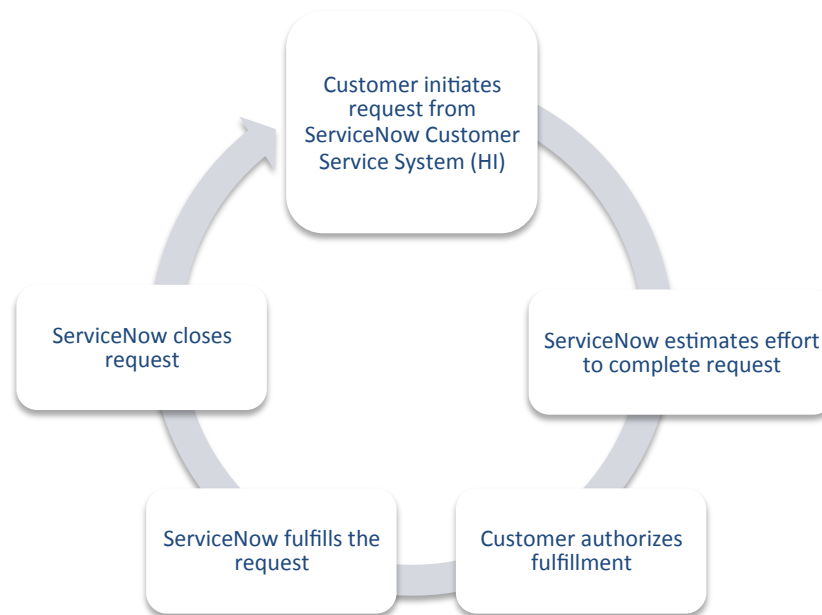 Customer initiates
request from
ServiceNow Customer
Service System (HI)
ServiceNow estimates effort
to complete request
Customer authorizes
fulfillment
ServiceNow fulfills the
request
ServiceNow closes
request